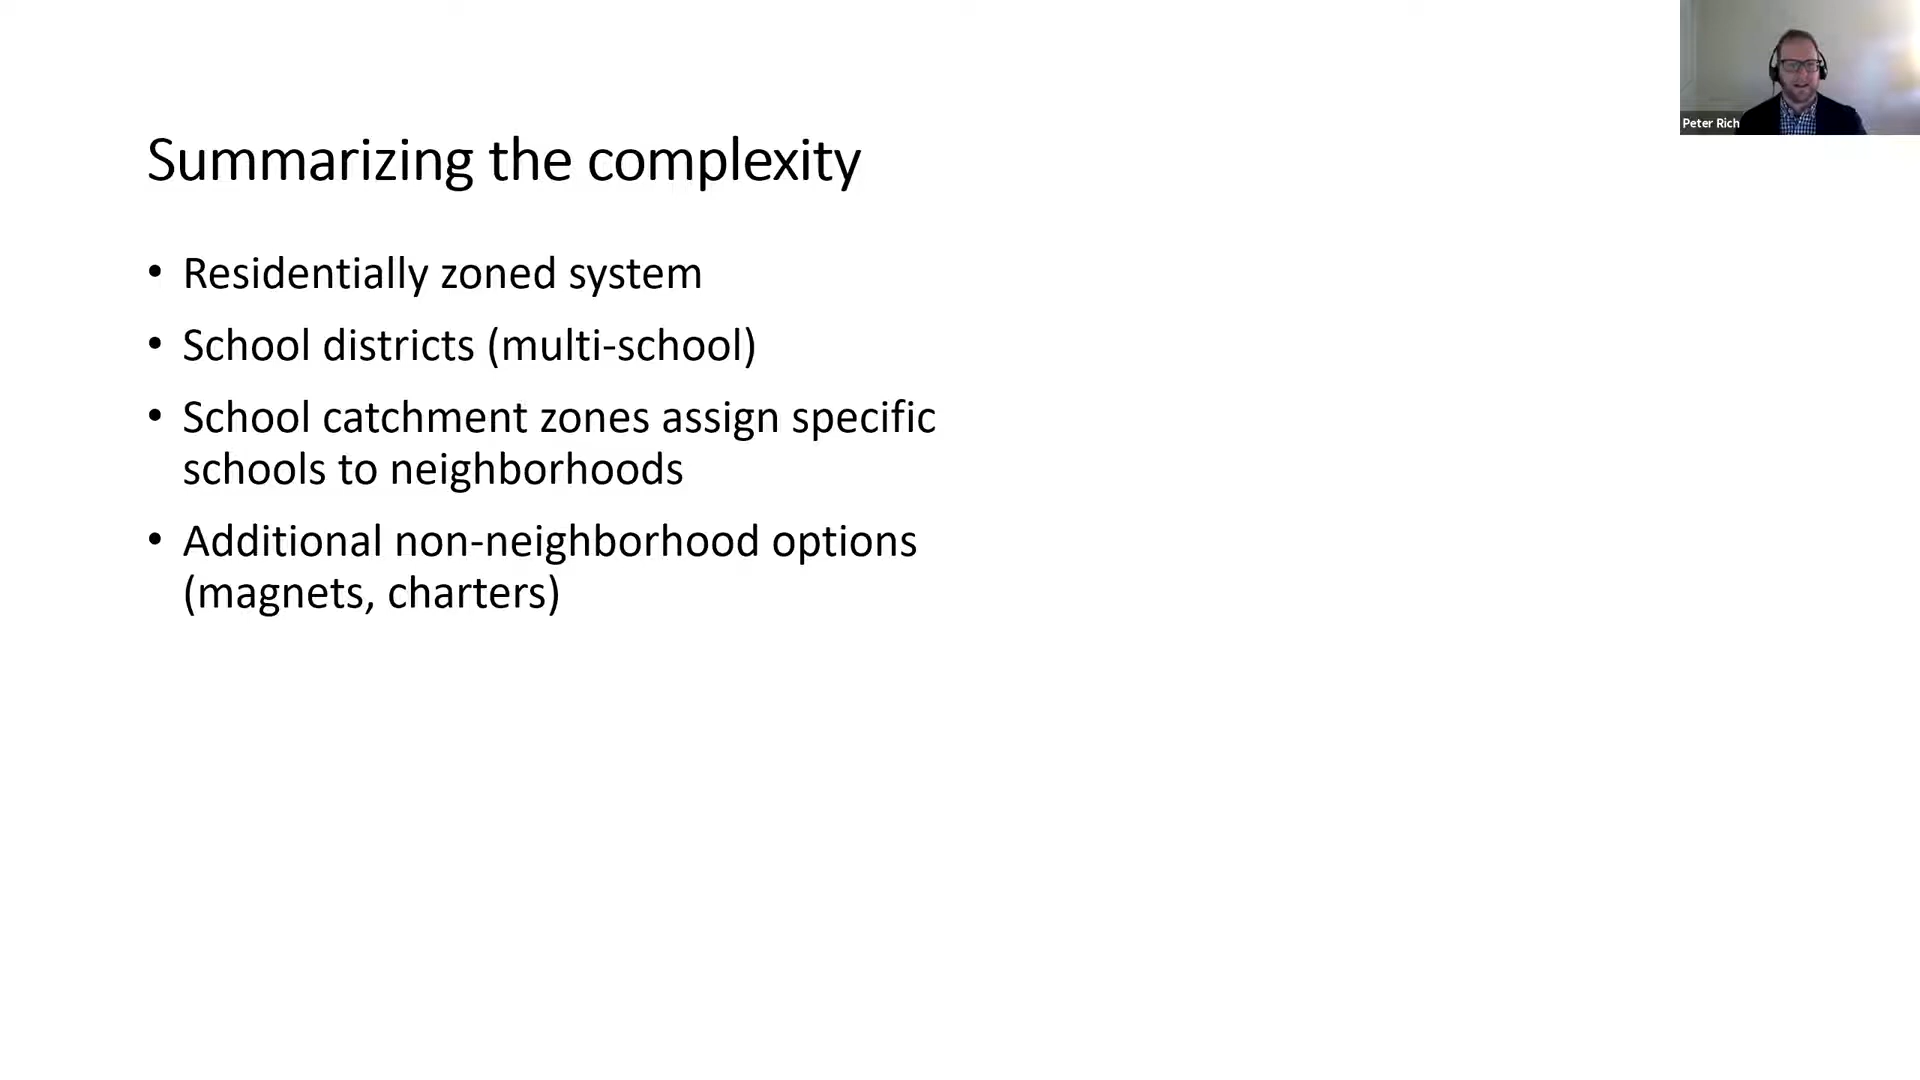 Peter Rich
Summarizing the complexity
• Residentially zoned system
• School districts (multi-school)
• School catchment zones assign specific
schools to neighborhoods
• Additional non-neighborhood options
(magnets, charters)